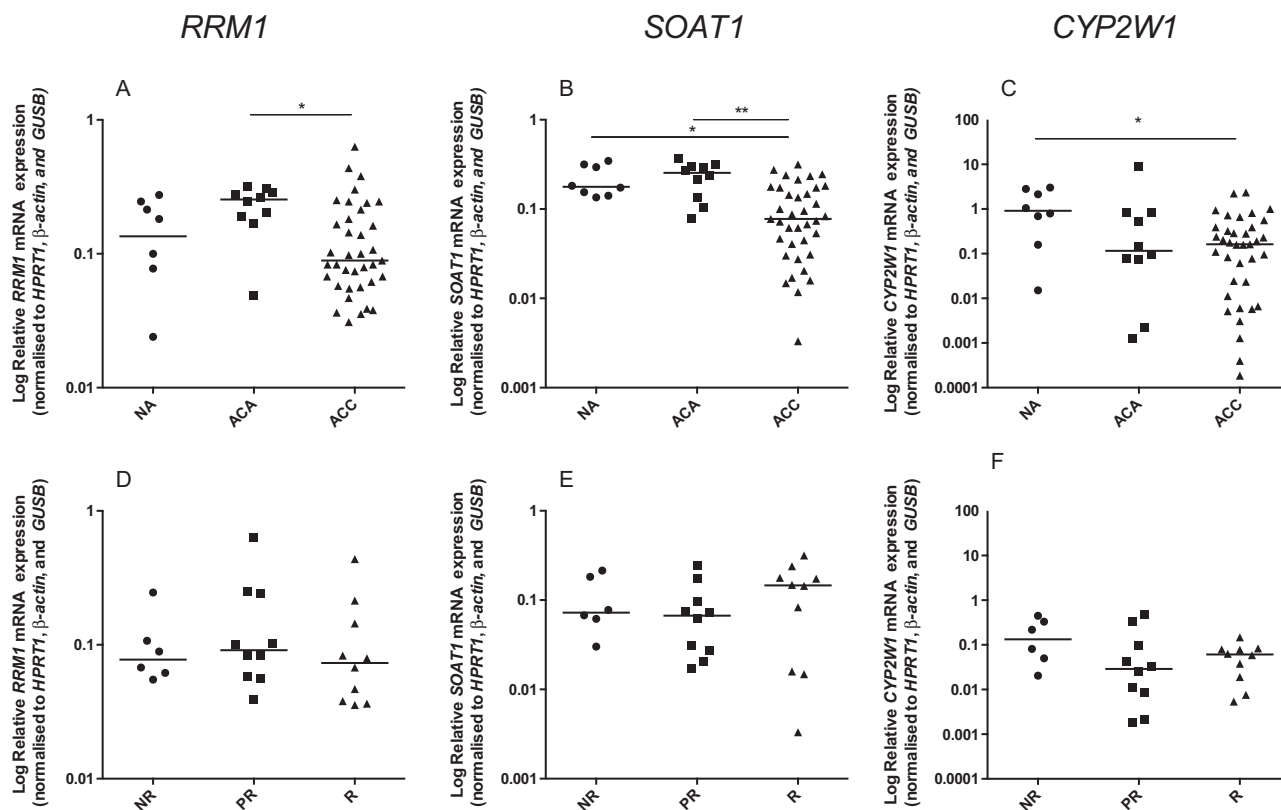 RRM1
SOAT1
CYP2W1
A
Log Relative RRM1 mRNA expression
(normalised to HPRT1, β-actin, and GUSB)
1
0.1
0.01
*
NA
ACA
ACC
B
Log Relative SOAT1 mRNA expression
(normalised to HPRT1, β-actin, and GUSB)
1
0.1
0.01
0.001
**
*
NA
ACA
ACC
C
Log Relative CYP2W1 mRNA expression
(normalised to HPRT1, β-actin, and GUSB)
100
10
1
0.1
0.01
0.001
0.0001
*
NA
ACA
ACC
D
Log Relative RRM1 mRNA expression
(normalised to HPRT1, β-actin, and GUSB)
1
0.1
0.01
NR
PR
R
E
Log Relative SOAT1 mRNA expression
(normalised to HPRT1, β-actin, and GUSB)
1
0.1
0.01
0.001
NR
PR
R
F
Log Relative CYP2W1 mRNA expression
(normalised to HPRT1, β-actin, and GUSB)
100
10
1
0.1
0.01
0.001
0.0001
NR
PR
R